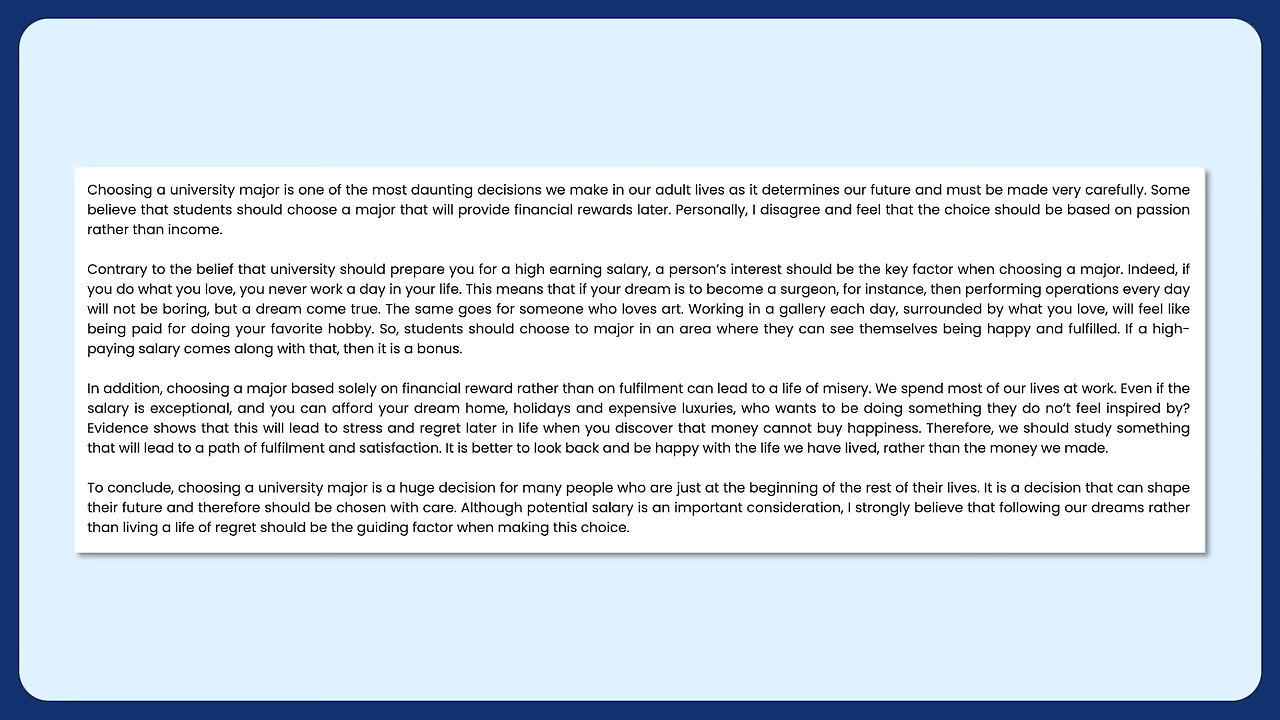 Choosing a university major is one of the most daunting decisions we make in our adult lives as it determines our future and must be made very carefully. Some
believe that students should choose a major that will provide financial rewards later. Personally, I disagree and feel that the choice should be based on passion
rather than income.
Contrary to the belief that university should prepare you for a high earning salary, a person’s interest should be the key factor when choosing a major. Indeed, if
you do what you love, you never work a day in your life. This means that if your dream is to become a surgeon, for instance, then performing operations every day
will not be boring, but a dream come true. The same goes for someone who loves art. Working in a gallery each day, surrounded by what you love, will feel like
being paid for doing your favorite hobby. So, students should choose to major in an area where they can see themselves being happy and fulfilled. If a high-
paying salary comes along with that, then it is a bonus.
In addition, choosing a major based solely on financial reward rather than on fulfilment can lead to a life of misery. We spend most of our lives at work. Even if the
salary is exceptional, and you can afford your dream home, holidays and expensive luxuries, who wants to be doing something they do no’t feel inspired by?
Evidence shows that this will lead to stress and regret later in life when you discover that money cannot buy happiness. Therefore, we should study something
that will lead to a path of fulfilment and satisfaction. It is better to look back and be happy with the life we have lived, rather than the money we made.
To conclude, choosing a university major is a huge decision for many people who are just at the beginning of the rest of their lives. It is a decision that can shape
their future and therefore should be chosen with care. Although potential salary is an important consideration, I strongly believe that following our dreams rather
than living a life of regret should be the guiding factor when making this choice.